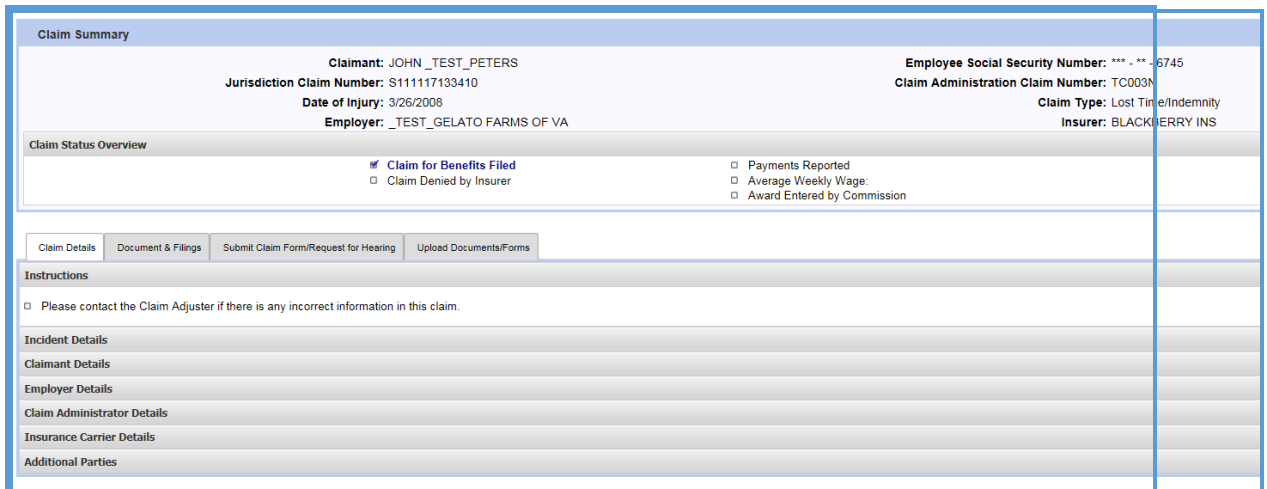 Claim Summary
Claimant: JOHN _TEST_PETERS Employee Social Security Number: *** - ** - 6745
Jurisdiction Claim Number: S111117133410 Claim Administration Claim Number: TC003N
Date of Injury: 3/26/2008 Claim Type: Lost Time/Indemnity
Employer: _TEST_GELATO FARMS OF VA Insurer: BLACKBERRY INS
Claim Status Overview
Claim for Benefits Filed Payments Reported
Claim Denied by Insurer Average Weekly Wage:
Award Entered by Commission
Claim Details Document & Filings Submit Claim Form/Request for Hearing Upload Documents/Forms
Instructions
Please contact the Claim Adjuster if there is any incorrect information in this claim.
Incident Details
Claimant Details
Employer Details
Claim Administrator Details
Insurance Carrier Details
Additional Parties